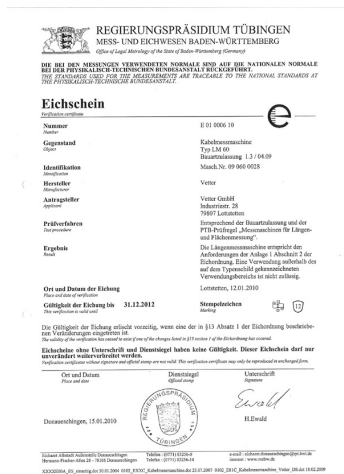 REGIERUNGSPRÄSIDIUM TÜBINGEN
MESS- UND EICHWESEN BADEN-WÜRTTEMBERG
Office of Legal Metrology of the State of Baden-Württemberg (Germany)
DIE BEI DEN MESSUNGEN VERWENDETEN NORMALE SIND AUF DIE NATIONALEN NORMALE
BEI DER PHYSIKALISCH-TECHNISCHEN BUNDESANSTALT RÜCKGEFÜHRT.
THE STANDARDS USED FOR THE MEASUREMENTS ARE TRACEABLE TO THE NATIONAL STANDARDS AT
THE PHYSIKALISCH-TECHNISCHE BUNDESANSTALT.
Eichschein
Verification certificate
Nummer E 01 0006 10
Number
Gegenstand Kabelmessmaschine
Object Typ LM 60
Bauartzulassung 1.3 / 04.09
Identifikation Masch.Nr. 09 060 0028
Identification
Hersteller Vetter
Manufacturer
Antragsteller Vetter GmbH
Applicant Industriestr. 28
79807 Lottstetten
Prüfverfahren Entsprechend der Bauartzulassung und der
Test procedure PTB-Prüfregel „Messmaschinen für Längen-
und Flächenmessung“.
Ergebnis Die Längenmessmaschine entspricht den
Result Anforderungen der Anlage 1 Abschnitt 2 der
Eichordnung. Eine Verwendung außerhalb des
auf dem Typenschild gekennzeichneten
Verwendungsbereichs ist nicht zulässig.
Ort und Datum der Eichung Lottstetten, 12.01.2010
Place and date of verification
Gültigkeit der Eichung bis 31.12.2012 Stempelzeichen 12
This verification is valid until Marking
Die Gültigkeit der Eichung erlischt vorzeitig, wenn eine der in §13 Absatz 1 der Eichordnung beschriebe-
nen Veränderungen eingetreten ist.
The validity of the verification has ceased to exist if one of the changes listed in §13 section 1 of the Eichordnung has occured.
Eichscheine ohne Unterschrift und Dienstsiegel haben keine Gültigkeit. Dieser Eichschein darf nur
unverändert weiterverbreitet werden.
Verification certificates without signature and official stamp are not valid. This verification certificate may only be reproduced in unchanged form.
Ort und Datum Dienstsiegel Unterschrift
Place and date Official stamp Signature
REGIERUNGSPRÄSIDIUM
TÜBINGEN
Donaueschingen, 15.01.2010 H.Ewald
Eichamt Albstadt Außenstelle Donaueschingen